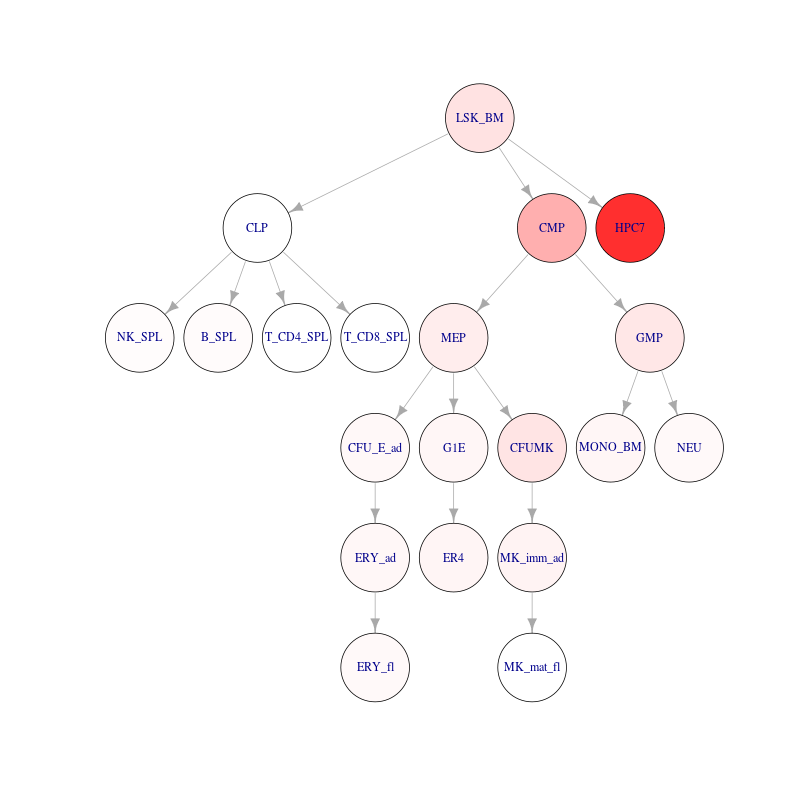 LSK_BM
CLP
CMP
HPC7
NK_SPL
B_SPL
T_CD4_SPL
T_CD8_SPL
MEP
GMP
CFU_E_ad
G1E
CFUMK
MONO_BM
NEU
ERY_ad
ER4
MK_imm_ad
ERY_fl
MK_mat_fl